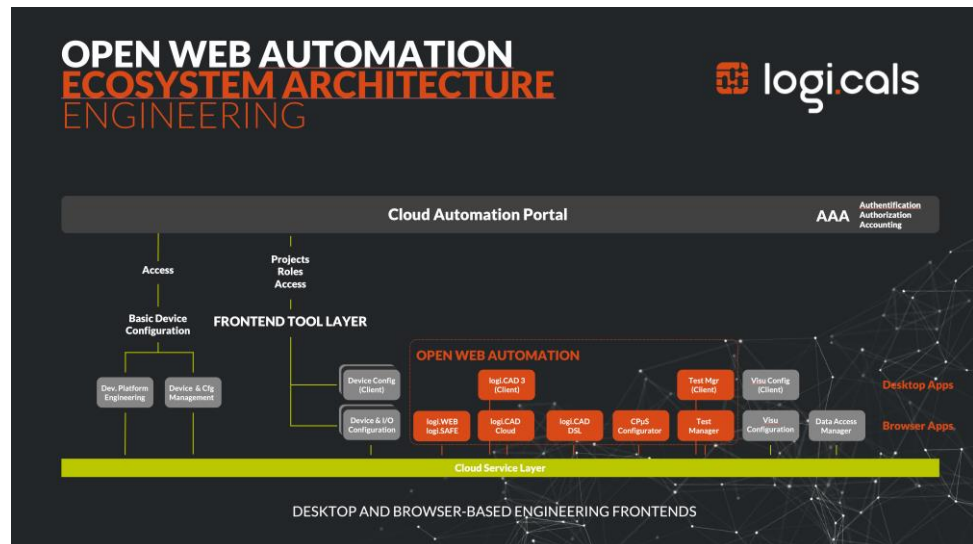 OPEN WEB AUTOMATION
ECOSYSTEM ARCHITECTURE
ENGINEERING
logi.cals
Cloud Automation Portal
AAA
Authentification
Authorization
Accounting
Access
Projects
Roles
Access
Basic Device
Configuration
FRONTEND TOOL LAYER
OPEN WEB AUTOMATION
Dev. Platform
Engineering
Device & Cfg
Management
Device Config
(Client)
logi.CAD 3
(Client)
Test Mgr
(Client)
Visu Config
(Client)
Desktop Apps
Device & I/O
Configuration
logi.WEB
logi.SAFE
logi.CAD
Cloud
logi.CAD
DSL
CPuS
Configurator
Test
Manager
Visu
Configuration
Data Access
Manager
Browser Apps
Cloud Service Layer
DESKTOP AND BROWSER-BASED ENGINEERING FRONTENDS